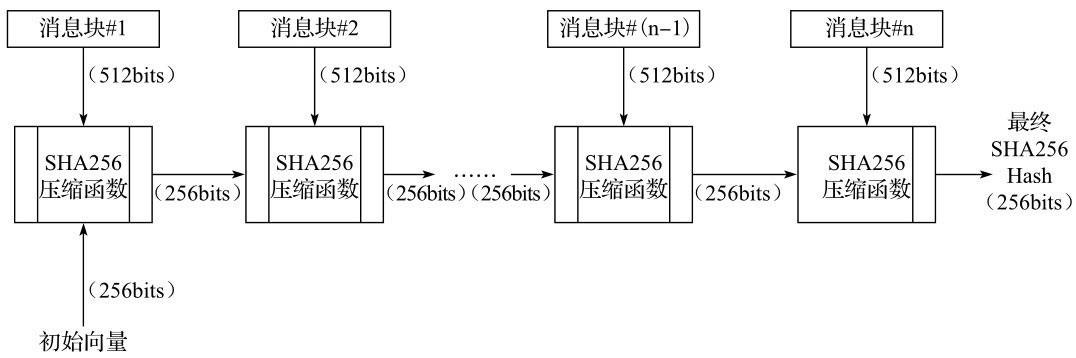 消息块#1
消息块#2
消息块#(n-1)
消息块#n
（512bits）
（512bits）
（512bits）
（512bits）
SHA256
压缩函数
(256bits)
SHA256
压缩函数
(256bits)
……
(256bits)
SHA256
压缩函数
(256bits)
SHA256
压缩函数
最终
SHA256
Hash
（256bits）
（256bits）
初始向量